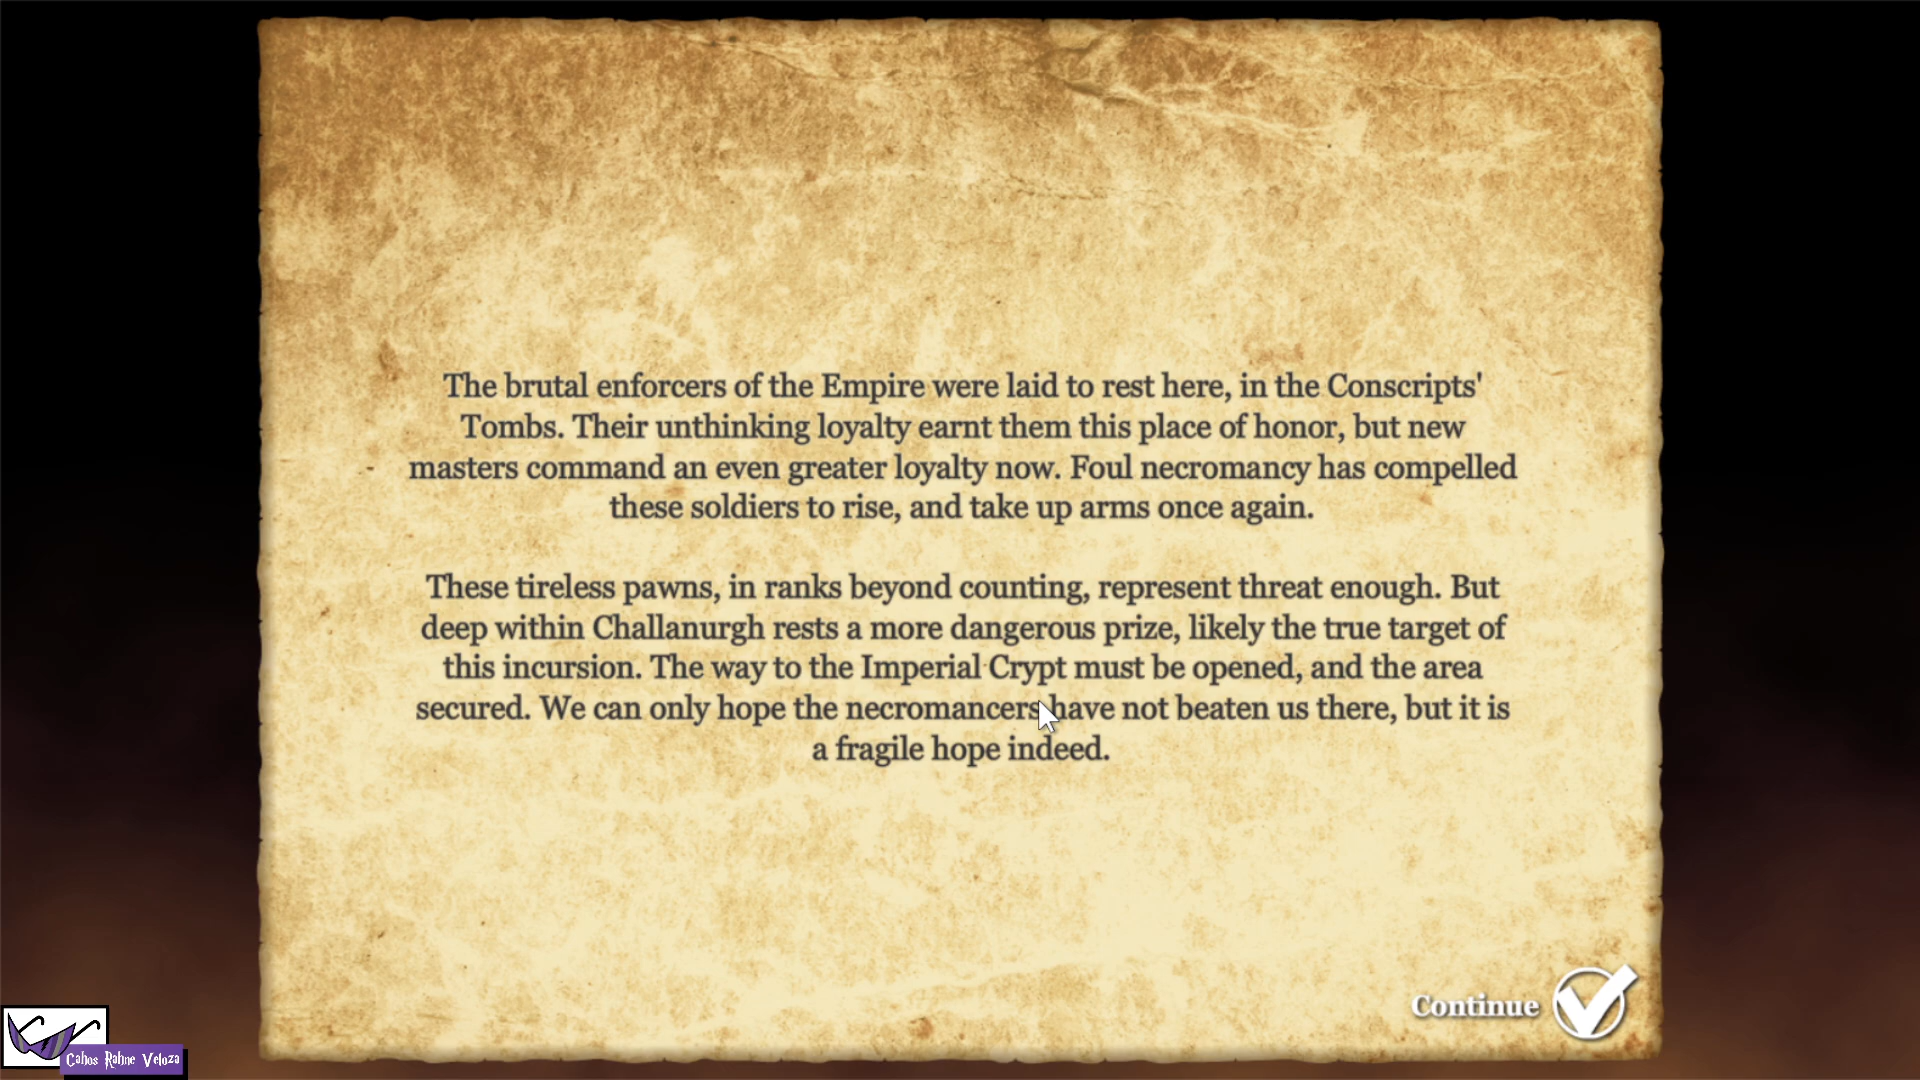 The brutal enforcers of the Empire were laid to rest here, in the Conscripts'
Tombs. Their unthinking loyalty earnt them this place of honor, but new
masters command an even greater loyalty now. Foul necromancy has compelled
these soldiers to rise, and take up arms once again.
These tireless pawns, in ranks beyond counting, represent threat enough. But
deep within Challanurgh rests a more dangerous prize, likely the true target of
this incursion. The way to the Imperial Crypt must be opened, and the area
secured. We can only hope the necromancers have not beaten us there, but it is
a fragile hope indeed.
Continue
Cahos Rahne Veloza